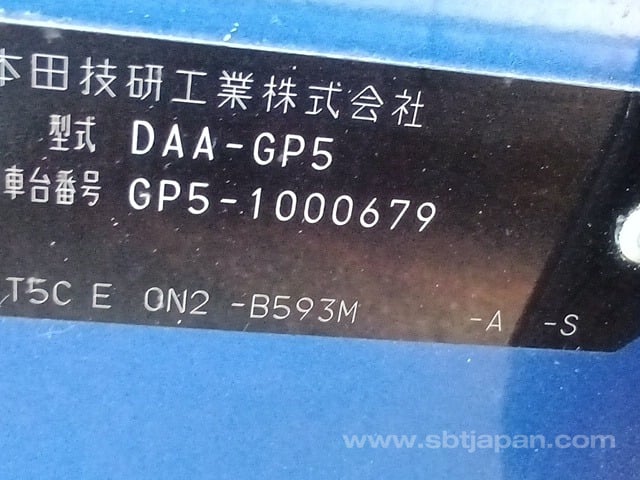 本田技研工業株式会社
型式 DAA-GP5
車台番号 GP5-1000679
T5C E ON2 -B593M -A -S
www.sbtjapan.com